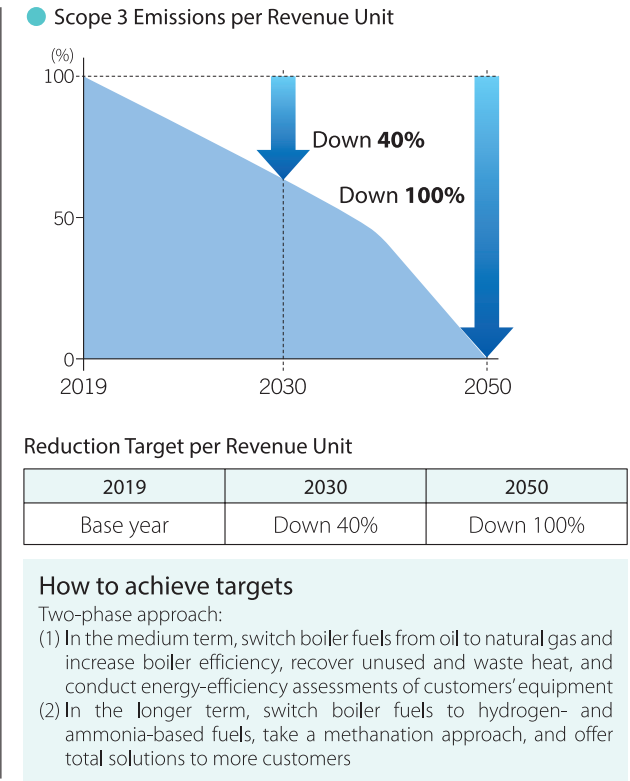 Scope 3 Emissions per Revenue Unit
(%)
100
Down 40%
Down 100%
50
0
2019 2030 2050
Reduction Target per Revenue Unit
2019 2030 2050
Base year Down 40% Down 100%
How to achieve targets
Two-phase approach:
(1) In the medium term, switch boiler fuels from oil to natural gas and
increase boiler efficiency, recover unused and waste heat, and
conduct energy-efficiency assessments of customers' equipment
(2) In the longer term, switch boiler fuels to hydrogen- and
ammonia-based fuels, take a methanation approach, and offer
total solutions to more customers